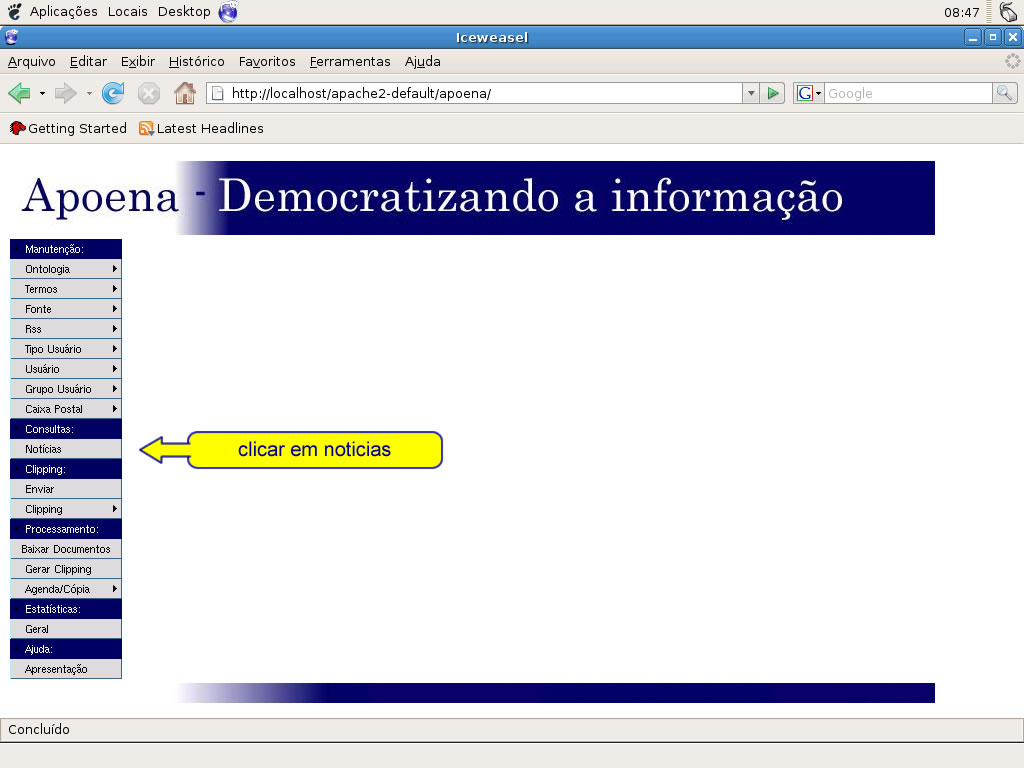 Aplicações Locais Desktop 08:47
Iceweasel
Arquivo Editar Exibir Histórico Favoritos Ferramentas Ajuda
http://localhost/apache2-default/apoena/ G Google
Getting Started Latest Headlines
Apoena - Democratizando a informação
Manutenção:
Ontologia
Termos
Fonte
Rss
Tipo Usuário
Usuário
Grupo Usuário
Caixa Postal
Consultas:
Notícias
clicar em noticias
Clipping:
Enviar
Clipping
Processamento:
Baixar Documentos
Gerar Clipping
Agenda/Cópia
Estatísticas:
Geral
Ajuda:
Apresentação
Concluído